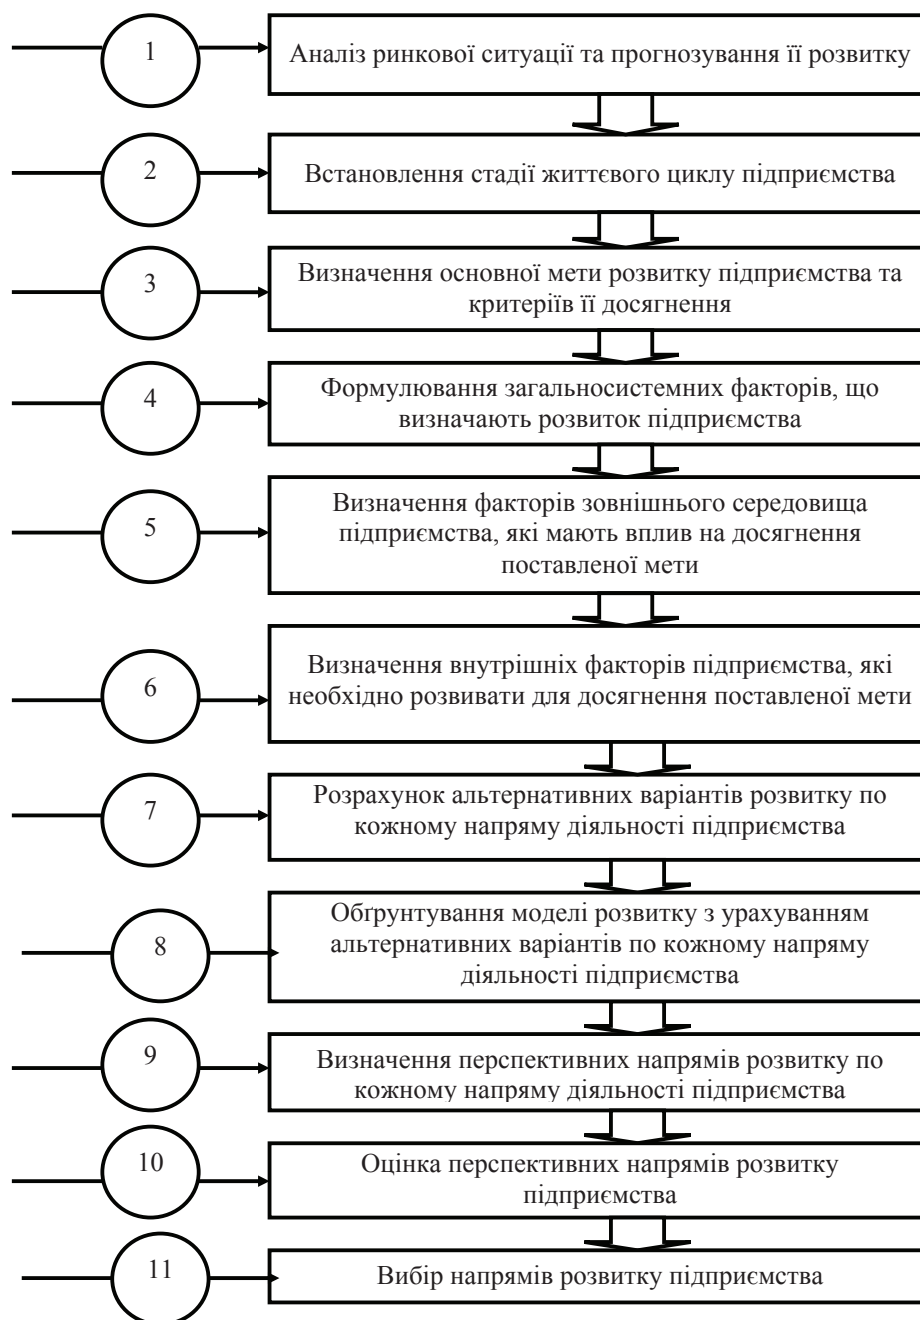 1
Аналіз ринкової ситуації та прогнозування її розвитку
2
Встановлення стадії життєвого циклу підприємства
3
Визначення основної мети розвитку підприємства та
критеріїв її досягнення
4
Формулювання загальносистемних факторів, що
визначають розвиток підприємства
5
Визначення факторів зовнішнього середовища
підприємства, які мають вплив на досягнення
поставленої мети
6
Визначення внутрішніх факторів підприємства, які
необхідно розвивати для досягнення поставленої мети
7
Розрахунок альтернативних варіантів розвитку по
кожному напряму діяльності підприємства
8
Обґрунтування моделі розвитку з урахуванням
альтернативних варіантів по кожному напряму
діяльності підприємства
9
Визначення перспективних напрямів розвитку по
кожному напряму діяльності підприємства
10
Оцінка перспективних напрямів розвитку
підприємства
11
Вибір напрямів розвитку підприємства